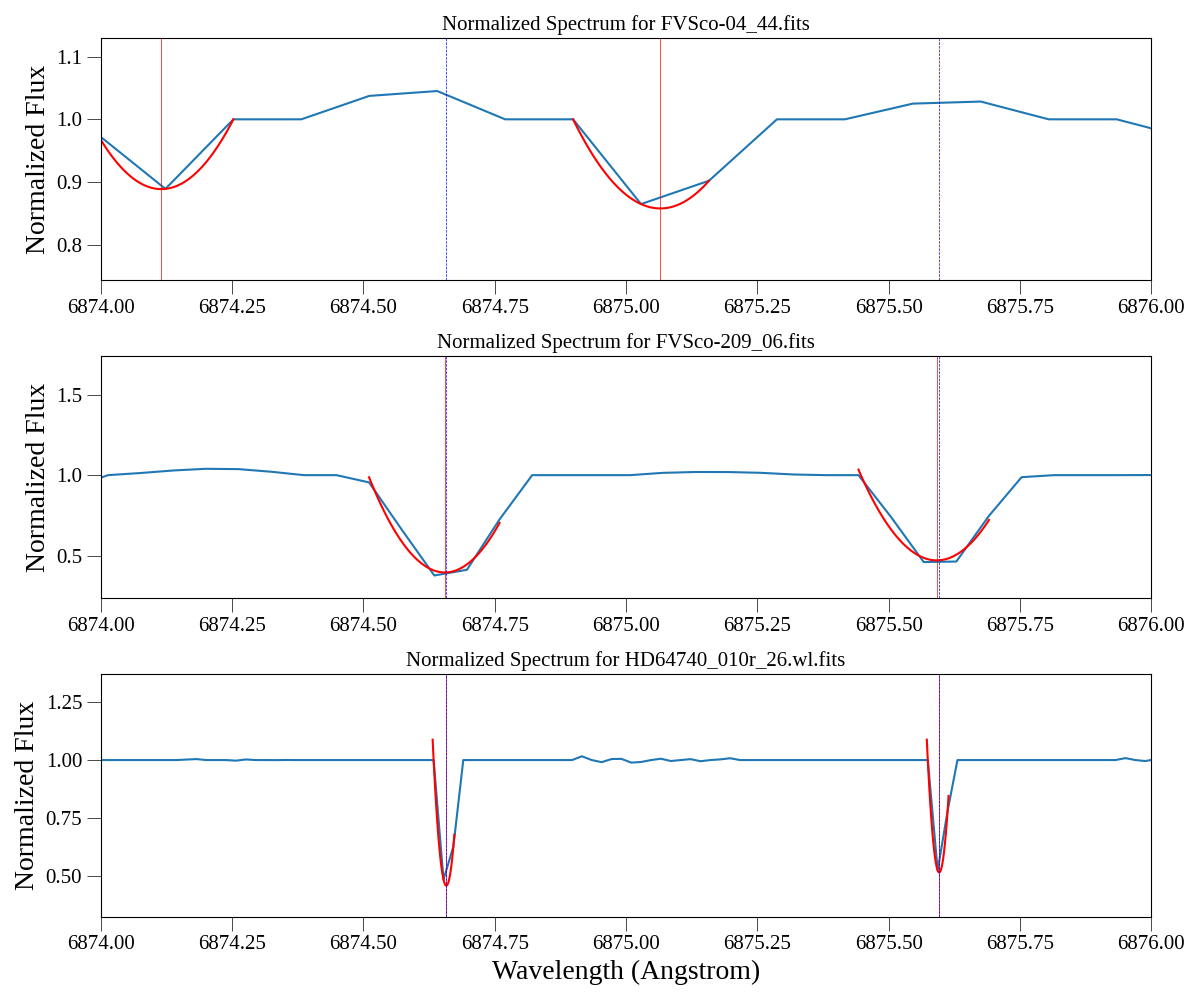 Normalized Spectrum for FVSco-04_44.fits
Normalized Flux
1.1
1.0
0.9
0.8
6874.00 6874.25 6874.50 6874.75 6875.00 6875.25 6875.50 6875.75 6876.00
Normalized Spectrum for FVSco-209_06.fits
Normalized Flux
1.5
1.0
0.5
6874.00 6874.25 6874.50 6874.75 6875.00 6875.25 6875.50 6875.75 6876.00
Normalized Spectrum for HD64740_010r_26.wl.fits
Normalized Flux
1.25
1.00
0.75
0.50
6874.00 6874.25 6874.50 6874.75 6875.00 6875.25 6875.50 6875.75 6876.00
Wavelength (Angstrom)